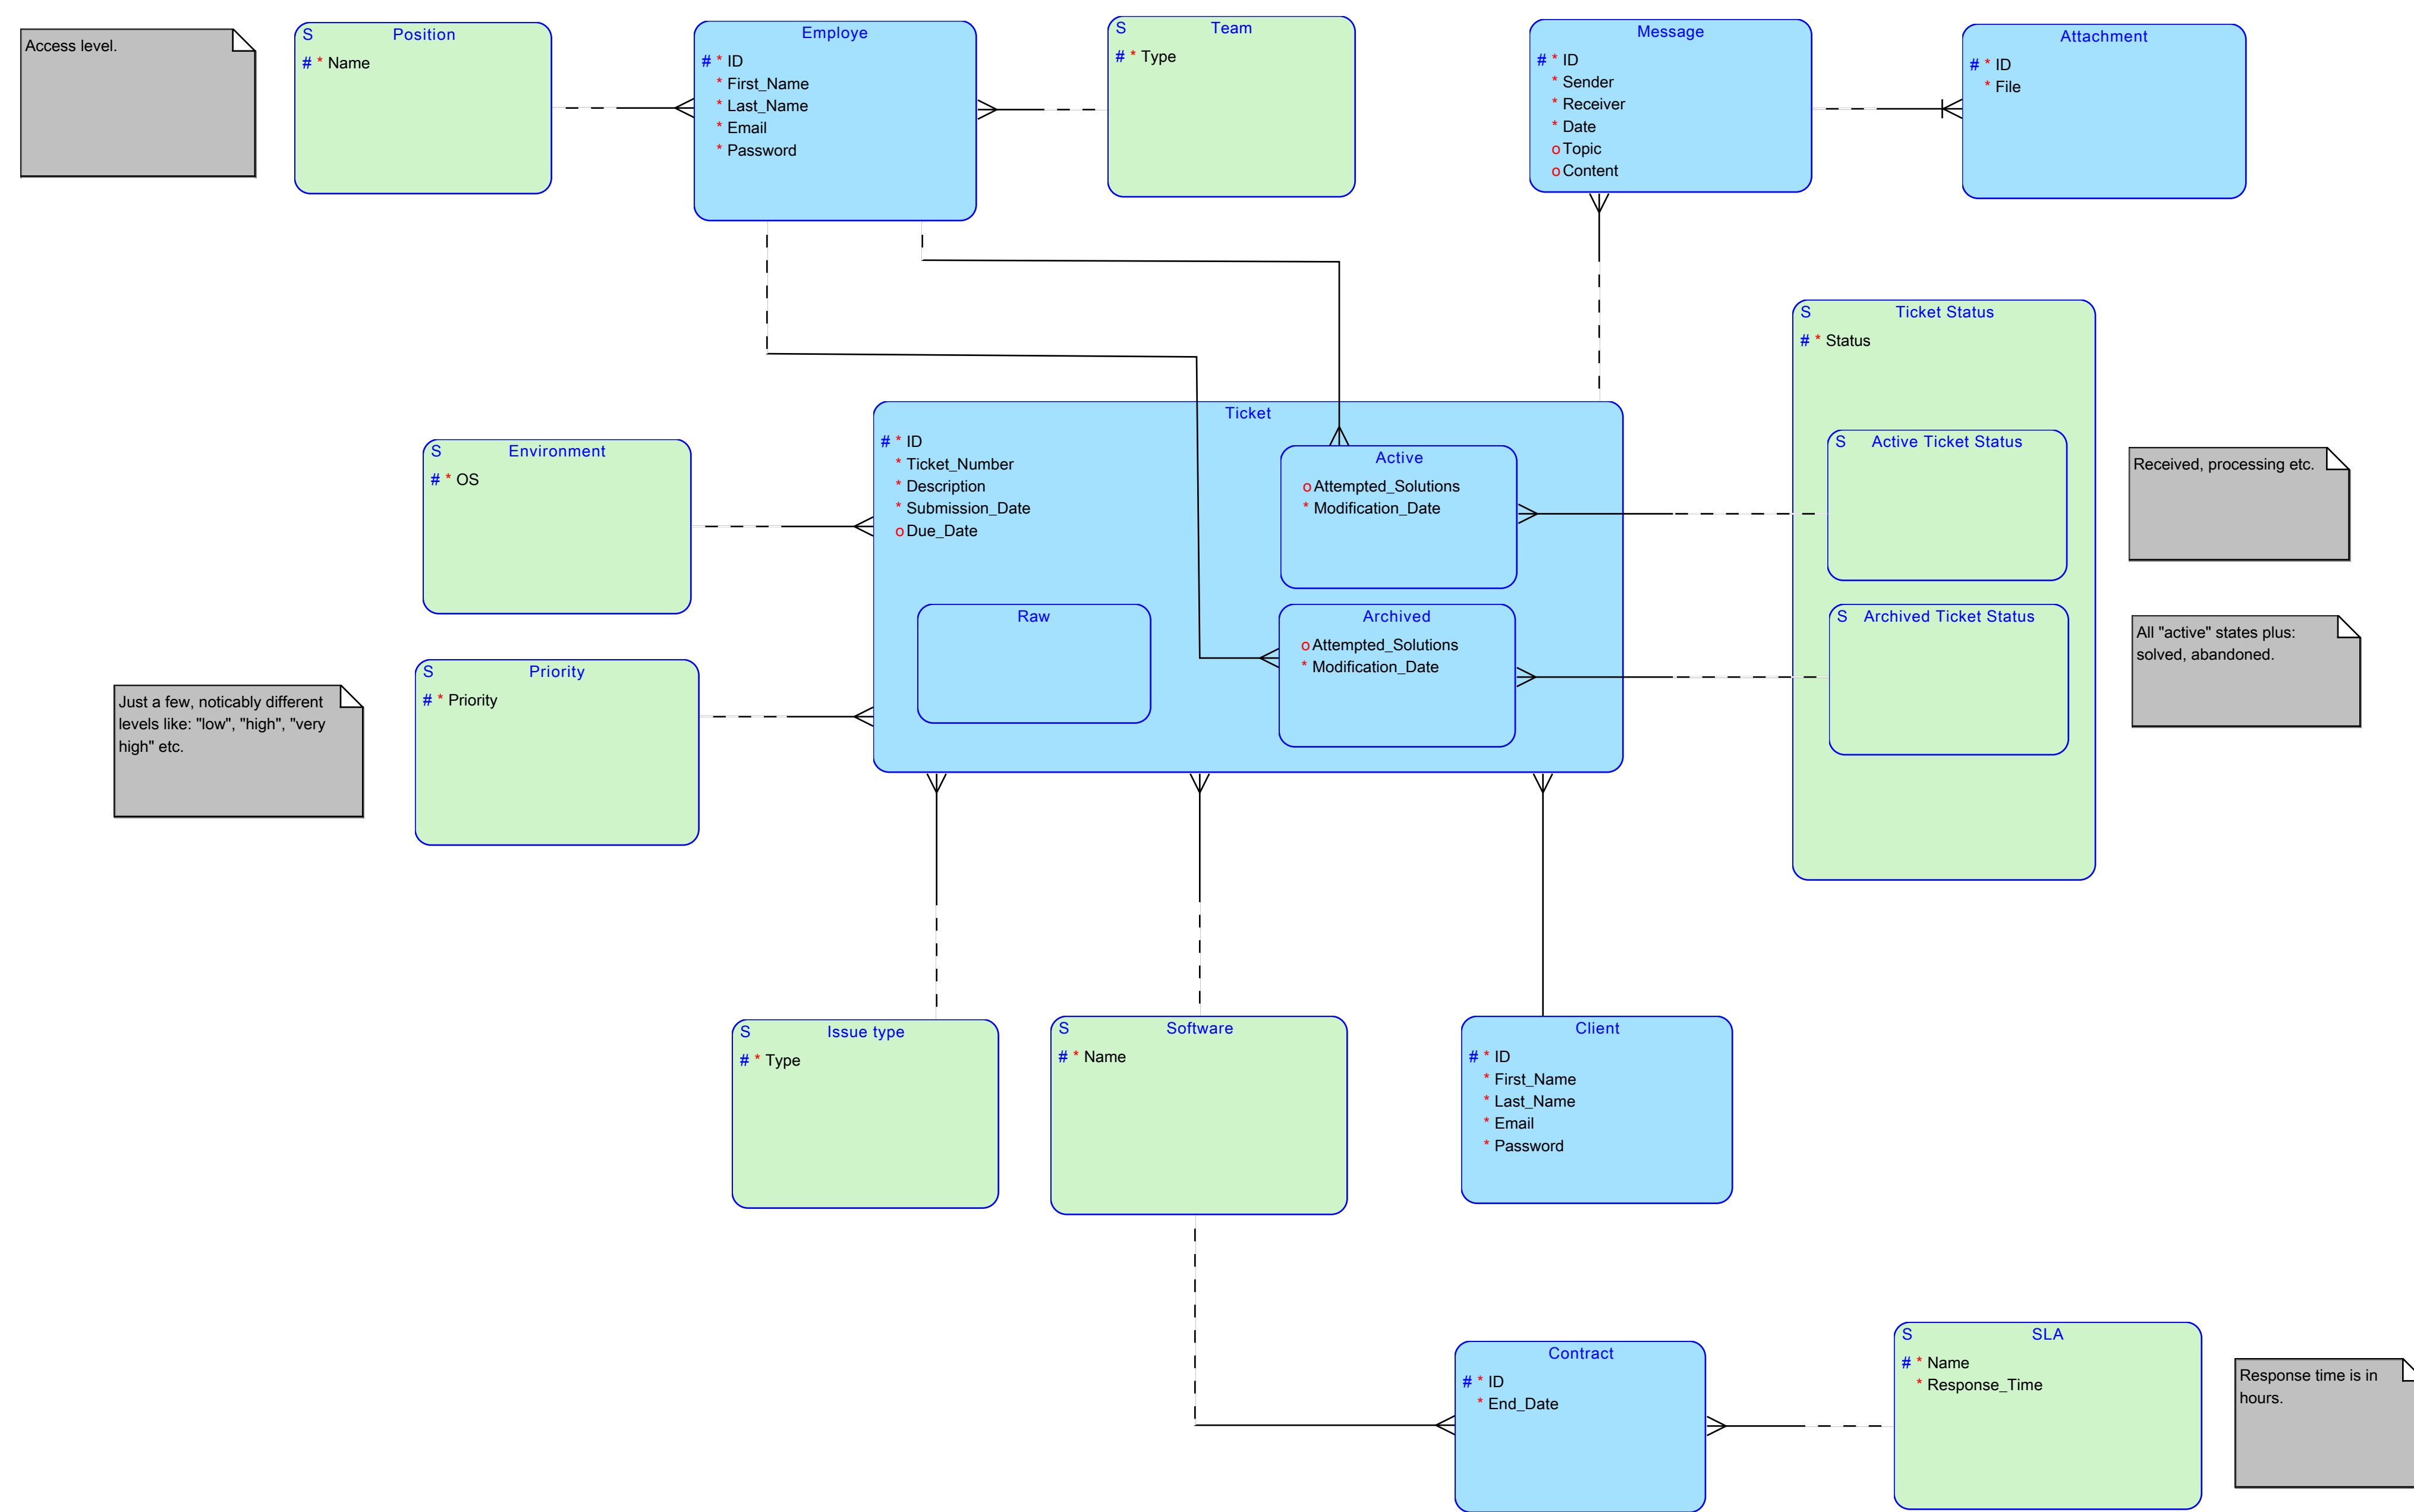 Access level.
S Position
# * Name
Employe
# * ID
* First_Name
* Last_Name
* Email
* Password
S Team
# * Type
Message
# * ID
* Sender
* Receiver
* Date
o Topic
o Content
Attachment
# * ID
* File
S Ticket Status
# * Status
S Active Ticket Status
Received, processing etc.
S Archived Ticket Status
All "active" states plus:
solved, abandoned.
Ticket
# * ID
* Ticket_Number
* Description
* Submission_Date
o Due_Date
Active
o Attempted_Solutions
* Modification_Date
Raw
Archived
o Attempted_Solutions
* Modification_Date
S Environment
# * OS
S Priority
# * Priority
Just a few, noticably different
levels like: "low", "high", "very
high" etc.
S Issue type
# * Type
S Software
# * Name
Client
# * ID
* First_Name
* Last_Name
* Email
* Password
Contract
# * ID
* End_Date
S SLA
# * Name
* Response_Time
Response time is in
hours.